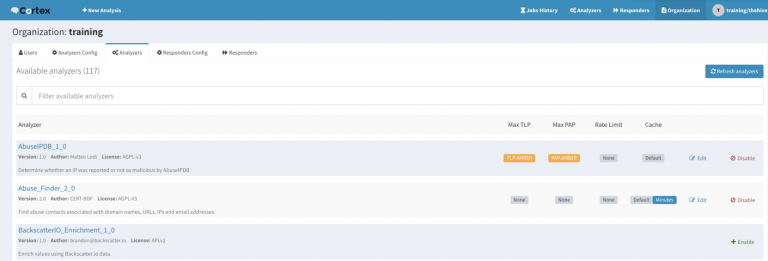 Cortex + New Analysis Jobs History Analyzers Responders Organization T training/thehive
Organization: training
Users Analyzers Config Analyzers Responders Config Responders
Available analyzers (117) Refresh analyzers
Filter available analyzers
Analyzer Max TLP Max PAP Rate Limit Cache
AbuseIPDB_1_0
Version: 1.0 Author: Matteo Lodi License: AGPL-v3 TLP:AMBER PAP:AMBER None Default Edit Disable
Determine whether an IP was reported or not as malicious by AbuseIPDB
Abuse_Finder_2_0
Version: 2.0 Author: CERT-BDF License: AGPL-V3 None None None Default Minutes Edit Disable
Find abuse contacts associated with domain names, URLs, IPs and email addresses.
BackscatterIO_Enrichment_1_0
Version: 1.0 Author: brandon@backscatter.io License: APLv1 + Enable
Enrich values using Backscatter.io data.